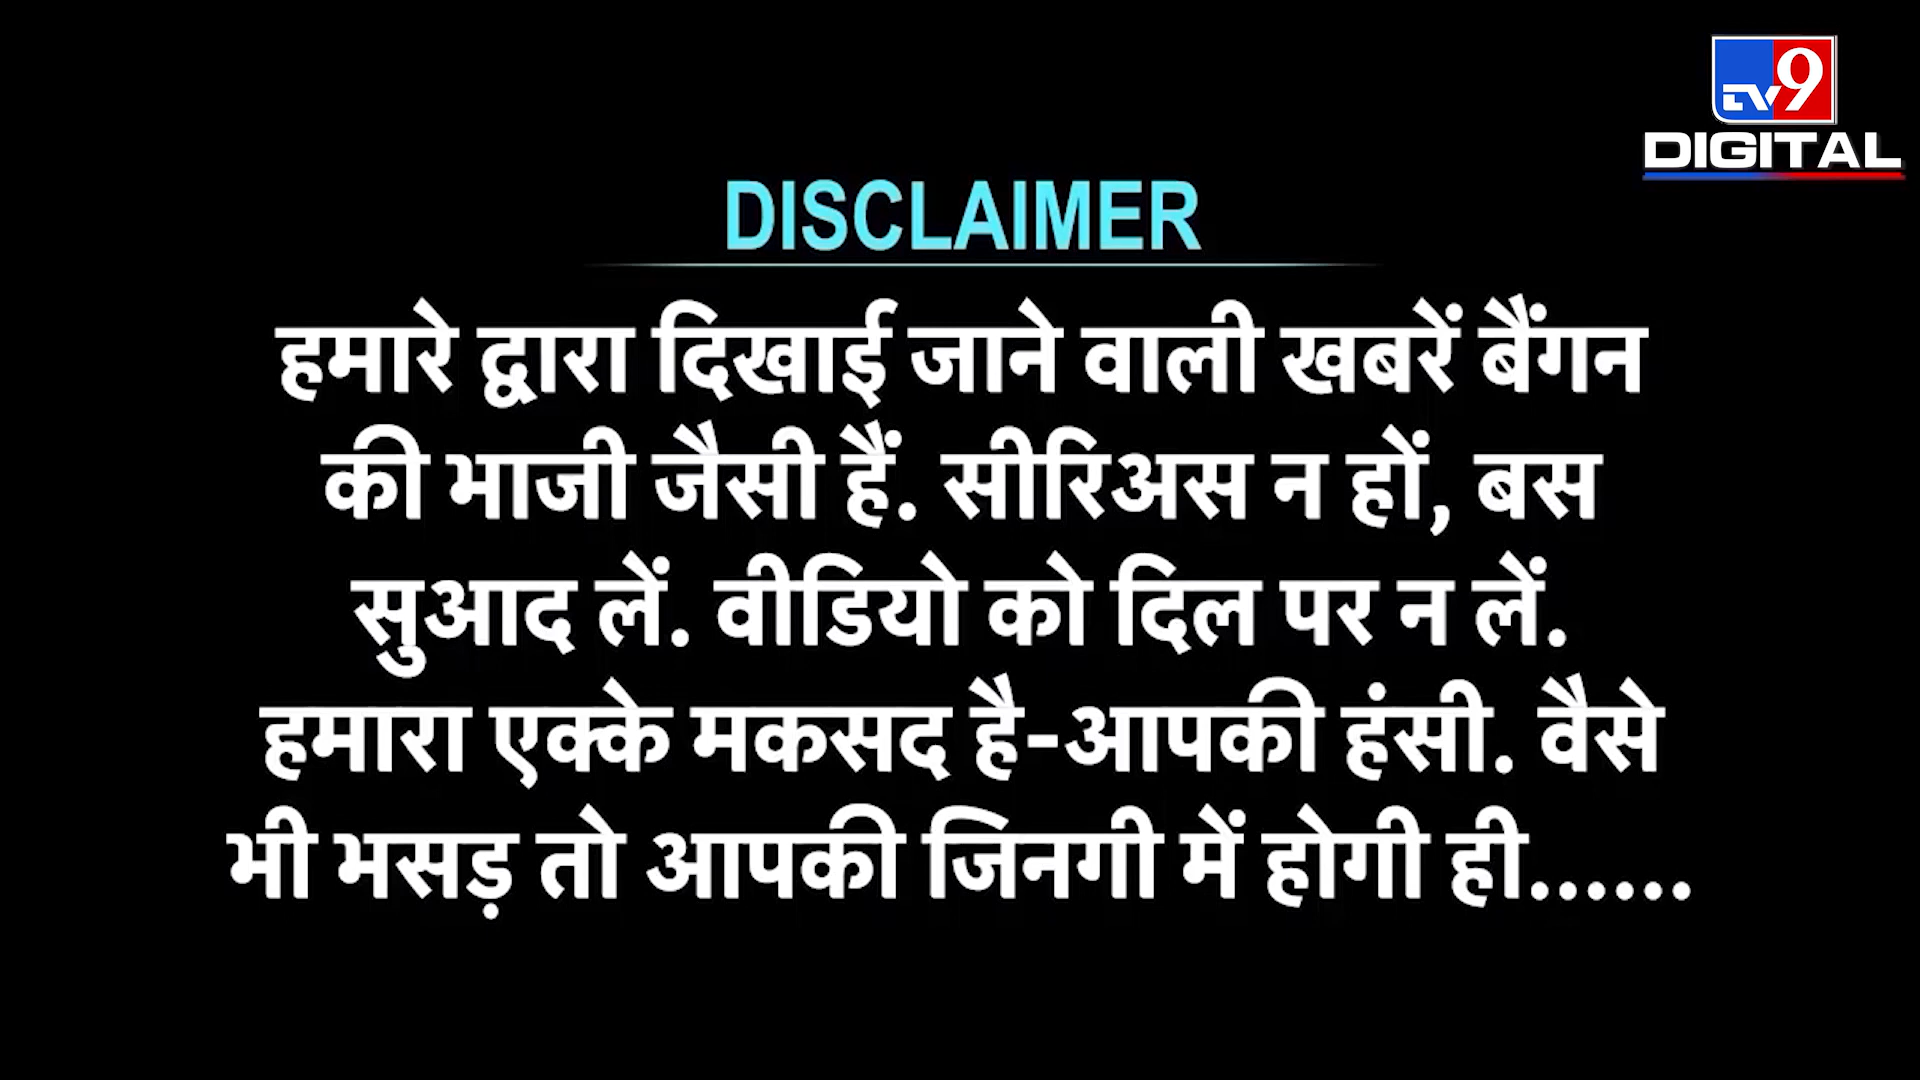 TV9
DIGITAL
DISCLAIMER
हमारे द्वारा दिखाई जाने वाली खबरें बैंगन
की भाजी जैसी हैं. सीरिअस न हों, बस
सुआद लें. वीडियो को दिल पर न लें.
हमारा एक्के मकसद है-आपकी हंसी. वैसे
भी भसड़ तो आपकी जिनगी में होगी ही......